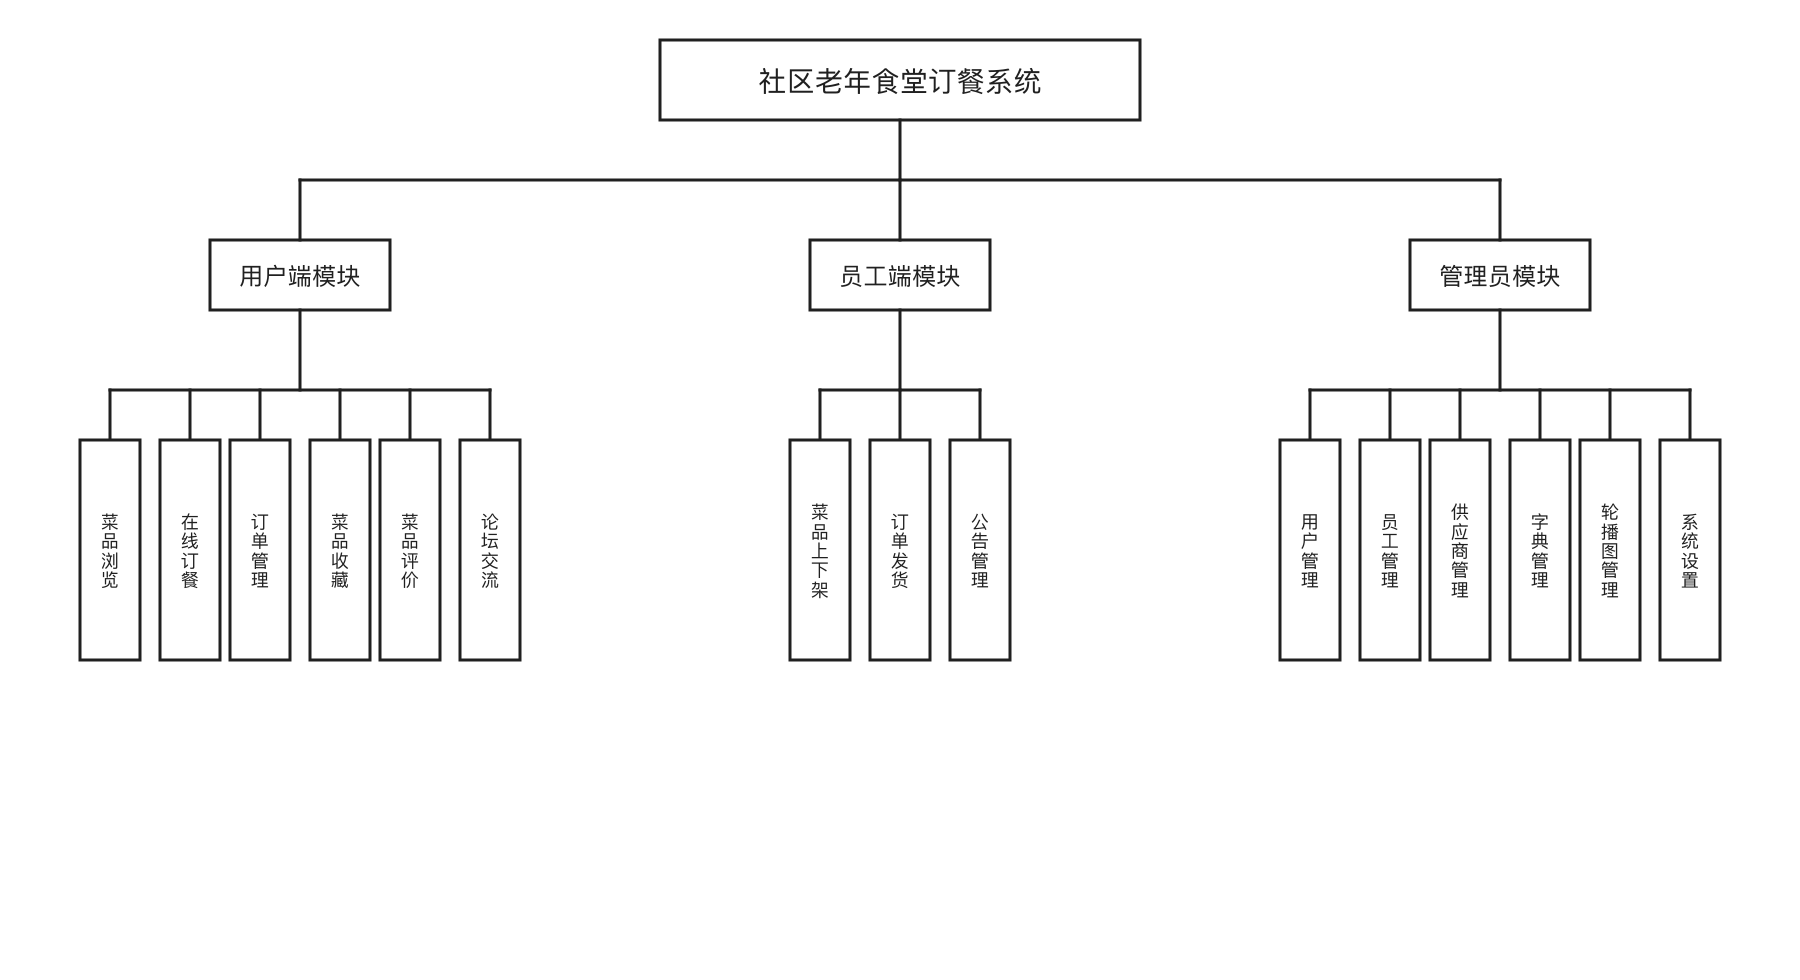 社区老年食堂订餐系统
用户端模块
员工端模块
管理员模块
菜品浏览
在线订餐
订单管理
菜品收藏
菜品评价
论坛交流
菜品上下架
订单发货
公告管理
用户管理
员工管理
供应商管理
字典管理
轮播图管理
系统设置